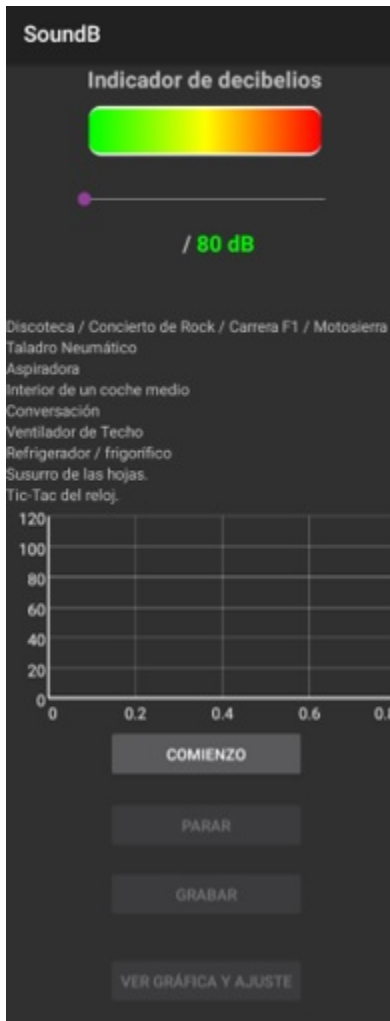 SoundB
Indicador de decibelios
/ 80 dB
Discoteca / Concierto de Rock / Carrera F1 / Motosierra
Taladro Neumático
Aspiradora
Interior de un coche medio
Conversación
Ventilador de Techo
Refrigerador / frigorífico
Susurro de las hojas.
Tic-Tac del reloj.
120
100
80
60
40
20
0
0 0.2 0.4 0.6
COMIENZO
PARAR
GRABAR
VER GRÁFICA Y AJUSTE